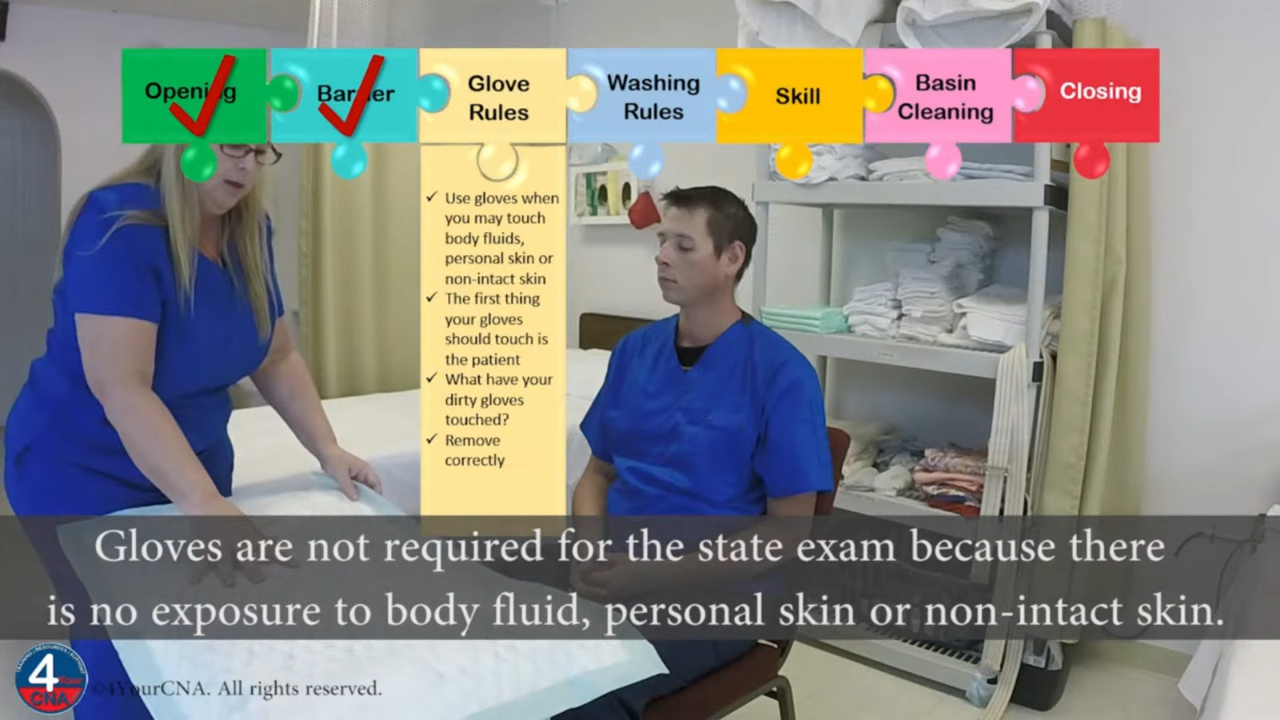 Opening
Barrier
Glove
Rules
Washing
Rules
Skill
Basin
Cleaning
Closing
✓ Use gloves when
you may touch
body fluids,
personal skin or
non-intact skin
✓ The first thing
your gloves
should touch is
the patient
✓ What have your
dirty gloves
touched?
✓ Remove
correctly
Gloves are not required for the state exam because there
is no exposure to body fluid, personal skin or non-intact skin.
4 Your
CNA
©4YourCNA. All rights reserved.